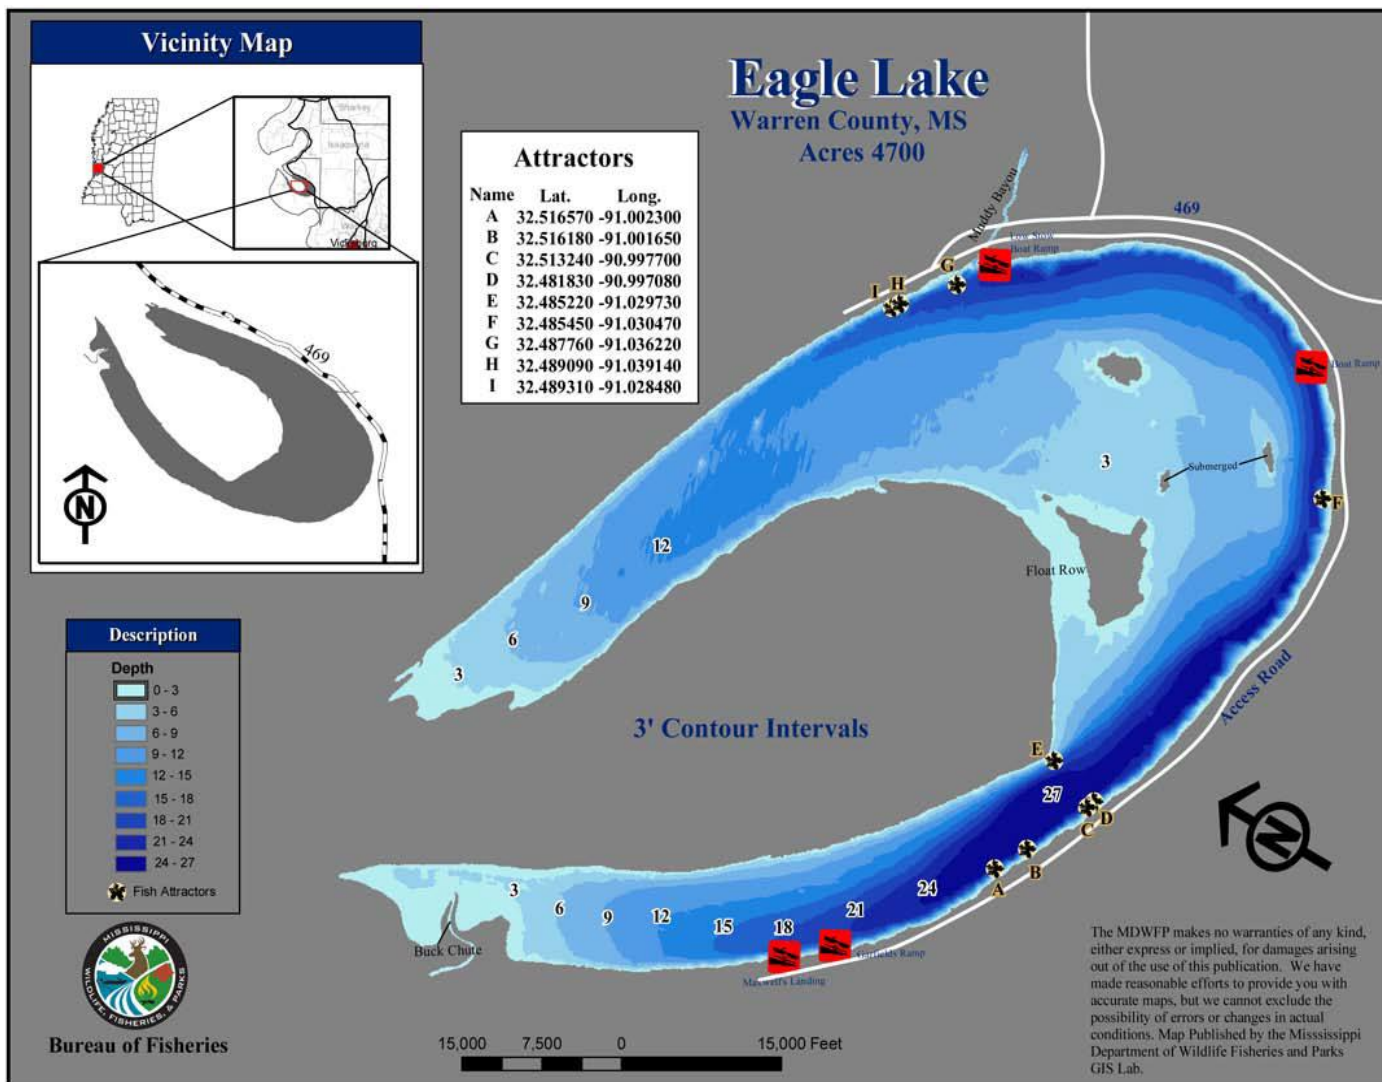 Vicinity Map
Sharkey
Issaquena
Vicksburg
469
N
Eagle Lake
Warren County, MS
Acres 4700
Attractors
Name Lat. Long.
A 32.516570 -91.002300
B 32.516180 -91.001650
C 32.513240 -90.997700
D 32.481830 -90.997080
E 32.485220 -91.029730
F 32.485450 -91.030470
G 32.487760 -91.036220
H 32.489090 -91.039140
I 32.489310 -91.028480
Muddy Bayou
469
Boat Ramp
G
H
I
Boat Ramp
3
Submerged
F
12
Float Row
9
6
3
Access Road
3' Contour Intervals
E
27
D
C
B
A
24
21
18
15
12
9
6
3
Buck Chute
Ramp
Maxwell's Landing
N
Description
Depth
0 - 3
3 - 6
6 - 9
9 - 12
12 - 15
15 - 18
18 - 21
21 - 24
24 - 27
Fish Attractors
MISSISSIPPI
WILDLIFE, FISHERIES, & PARKS
Bureau of Fisheries
15,000 7,500 0 15,000 Feet
The MDWFP makes no warranties of any kind,
either express or implied, for damages arising
out of the use of this publication. We have
made reasonable efforts to provide you with
accurate maps, but we cannot exclude the
possibility of errors or changes in actual
conditions. Map Published by the Misssissippi
Department of Wildlife Fisheries and Parks
GIS Lab.